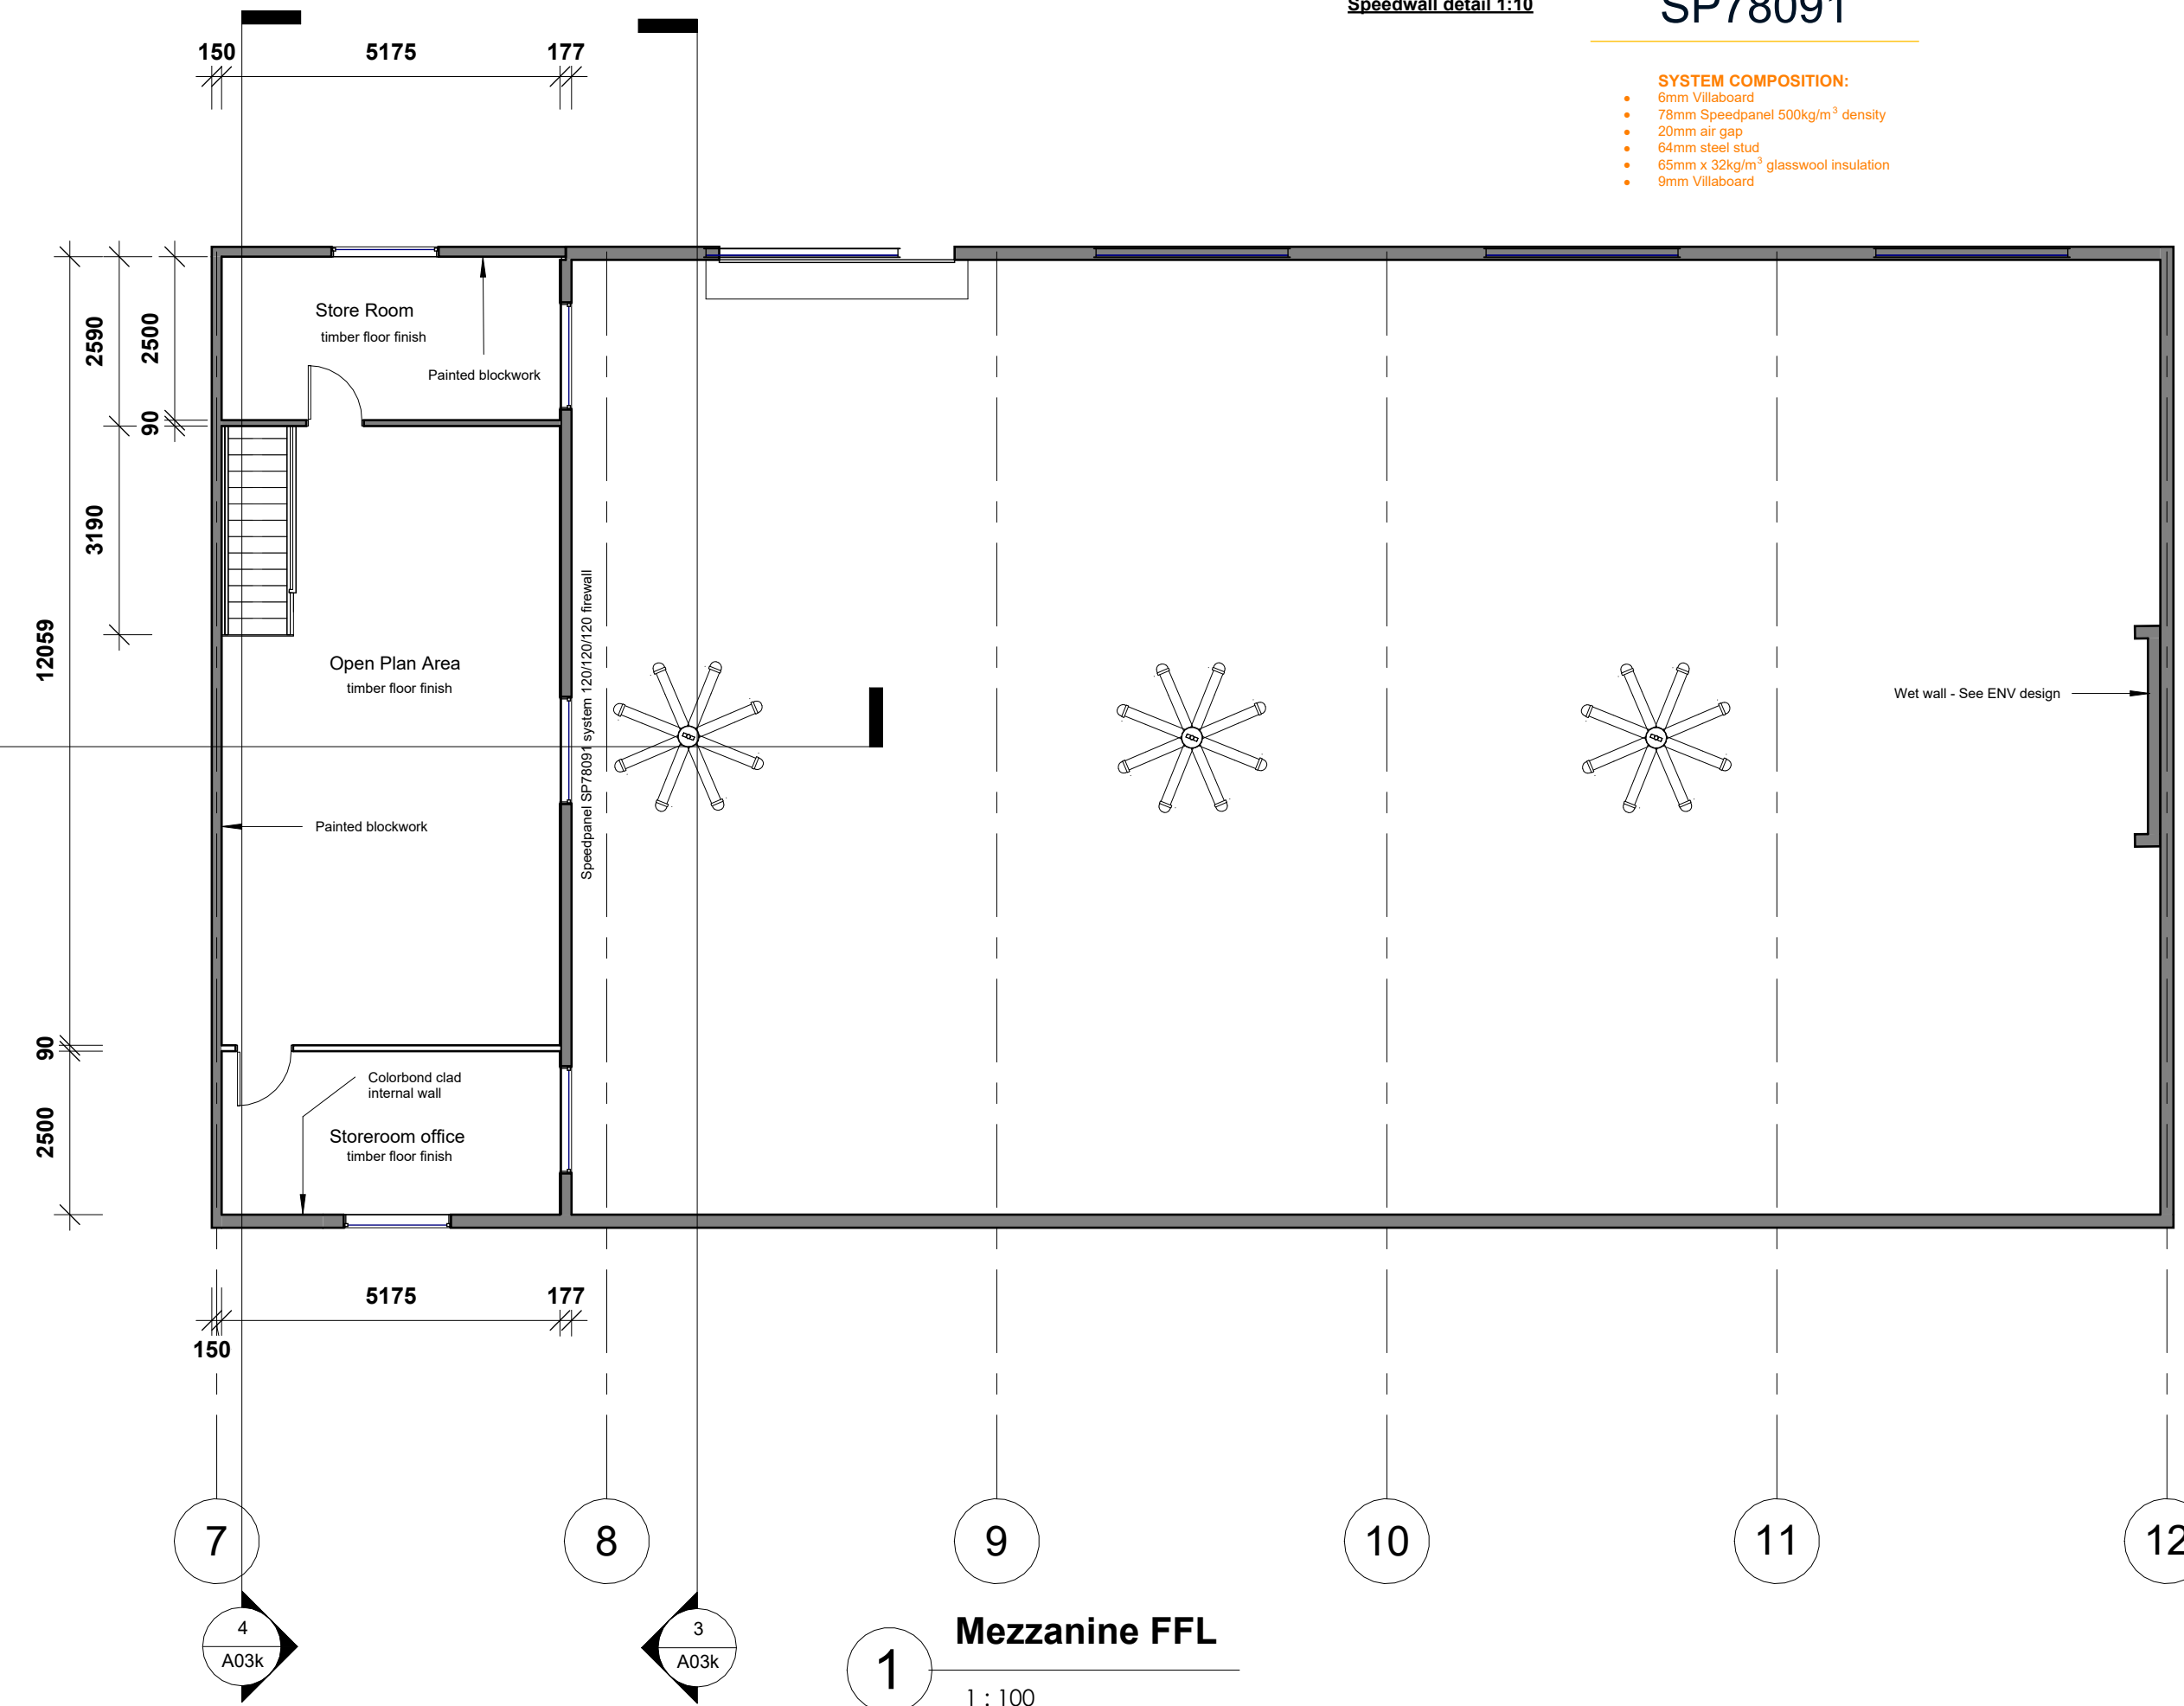 Speedwall detail 1:10
SP78091
SYSTEM COMPOSITION:
• 6mm Villaboard
• 78mm Speedpanel 500kg/m³ density
• 20mm air gap
• 64mm steel stud
• 65mm x 32kg/m³ glasswool insulation
• 9mm Villaboard
150 5175 177
Store Room
timber floor finish
Painted blockwork
2590
2500
90
3190
12059
90
2500
Open Plan Area
timber floor finish
Painted blockwork
Speedpanel SP78091 system 120/120/120 firewall
Wet wall - See ENV design
Colorbond clad
internal wall
Storeroom office
timber floor finish
5175 177
150
7 8 9 10 11 12
4
A03k
3
A03k
1
Mezzanine FFL
1 : 100